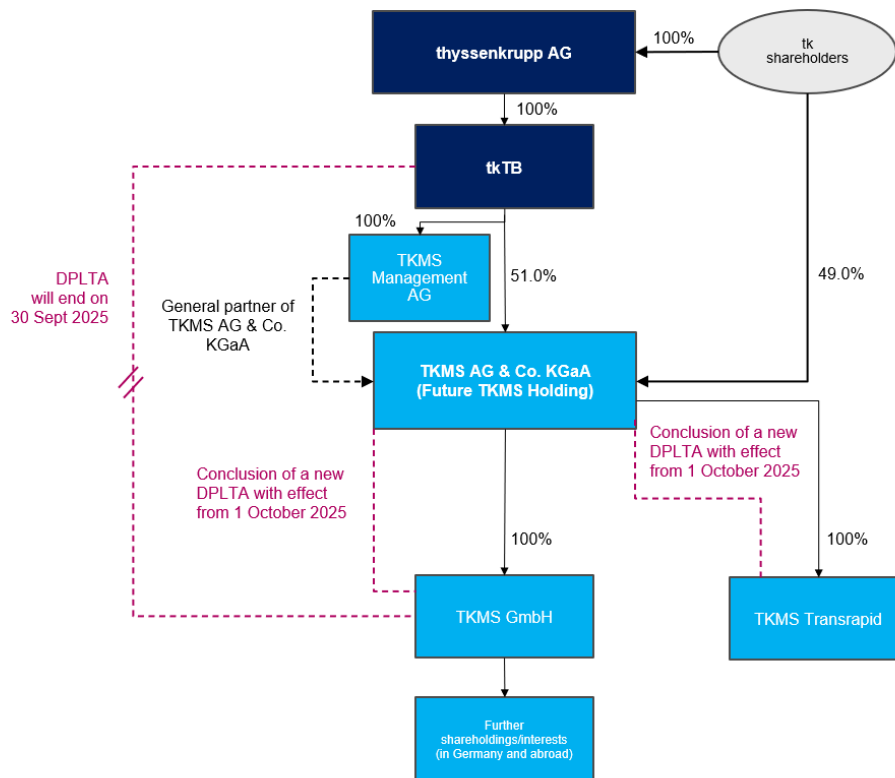 100%
tk
shareholders
thyssenkrupp AG
100%
tkTB
100%
TKMS
Management
AG
51.0%
49.0%
DPLTA
will end on
30 Sept 2025
General partner of
TKMS AG & Co.
KGaA
TKMS AG & Co. KGaA
(Future TKMS Holding)
Conclusion of a new
DPLTA with effect
from 1 October 2025
Conclusion of a new
DPLTA with effect
from 1 October 2025
100%
100%
TKMS GmbH
TKMS Transrapid
Further
shareholdings/interests
(in Germany and abroad)